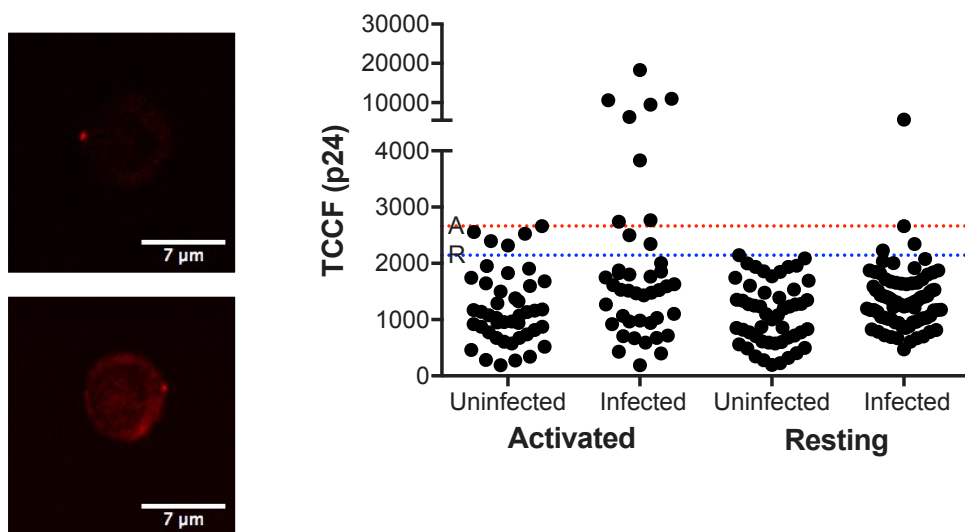 7 µm
7 µm
TCCF (p24)
30000
20000
10000
4000
3000
2000
1000
0
A
R
Uninfected Infected Uninfected Infected
Activated Resting